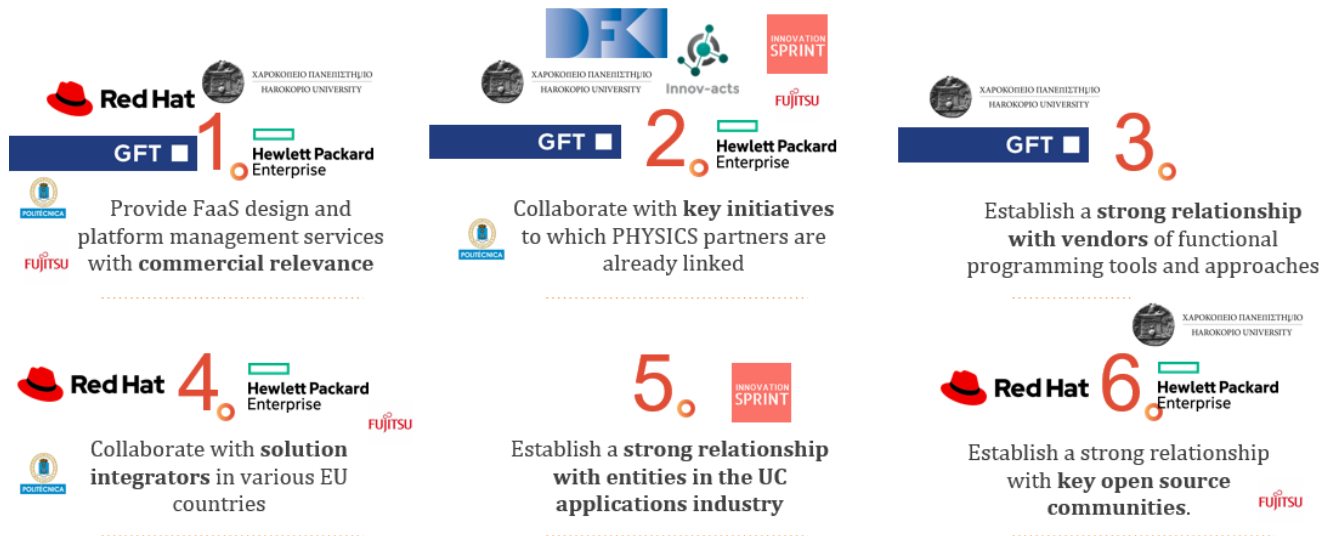 Red Hat
ΧΑΡΟΚΟΠΕΙΟ ΠΑΝΕΠΙΣΤΗΜΙΟ
HAROKOPIO UNIVERSITY
GFT
1.
Hewlett Packard
Enterprise
POLITÉCNICA
FUJITSU
Provide FaaS design and
platform management services
with commercial relevance
DFK
ΧΑΡΟΚΟΠΕΙΟ ΠΑΝΕΠΙΣΤΗΜΙΟ
HAROKOPIO UNIVERSITY
Innov-acts
INNOVATION
SPRINT
FUJITSU
GFT
2.
Hewlett Packard
Enterprise
POLITÉCNICA
Collaborate with key initiatives
to which PHYSICS partners are
already linked
ΧΑΡΟΚΟΠΕΙΟ ΠΑΝΕΠΙΣΤΗΜΙΟ
HAROKOPIO UNIVERSITY
GFT
3.
Establish a strong relationship
with vendors of functional
programming tools and approaches
Red Hat
4.
Hewlett Packard
Enterprise
FUJITSU
POLITÉCNICA
Collaborate with solution
integrators in various EU
countries
5.
INNOVATION
SPRINT
Establish a strong relationship
with entities in the UC
applications industry
ΧΑΡΟΚΟΠΕΙΟ ΠΑΝΕΠΙΣΤΗΜΙΟ
HAROKOPIO UNIVERSITY
Red Hat
6.
Hewlett Packard
Enterprise
Establish a strong relationship
with key open source
communities.
FUJITSU